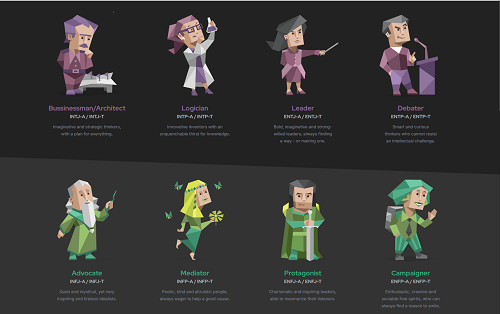 Bussinesman/Architect
INTJ-A / INTJ-T
Imaginative and strategic thinkers,
with a plan for everything.
Logician
INTP-A / INTP-T
Innovative inventors with an
unquenchable thirst for knowledge.
Leader
ENTJ-A / ENTJ-T
Bold, imaginative and strong-
willed leaders, always finding
a way - or making one.
Debater
ENTP-A / ENTP-T
Smart and curious
thinkers who cannot resist
an intellectual challenge.
Advocate
INFJ-A / INFJ-T
Quiet and mystical, yet very
inspiring and tireless idealists.
Mediator
INFP-A / INFP-T
Poetic, kind and altruistic people,
always eager to help a good cause.
Protagonist
ENFJ-A / ENFJ-T
Charismatic and inspiring leaders,
able to mesmerize their listeners.
Campaigner
ENFP-A / ENFP-T
Enthusiastic, creative and
sociable free spirits, who can
always find a reason to smile.